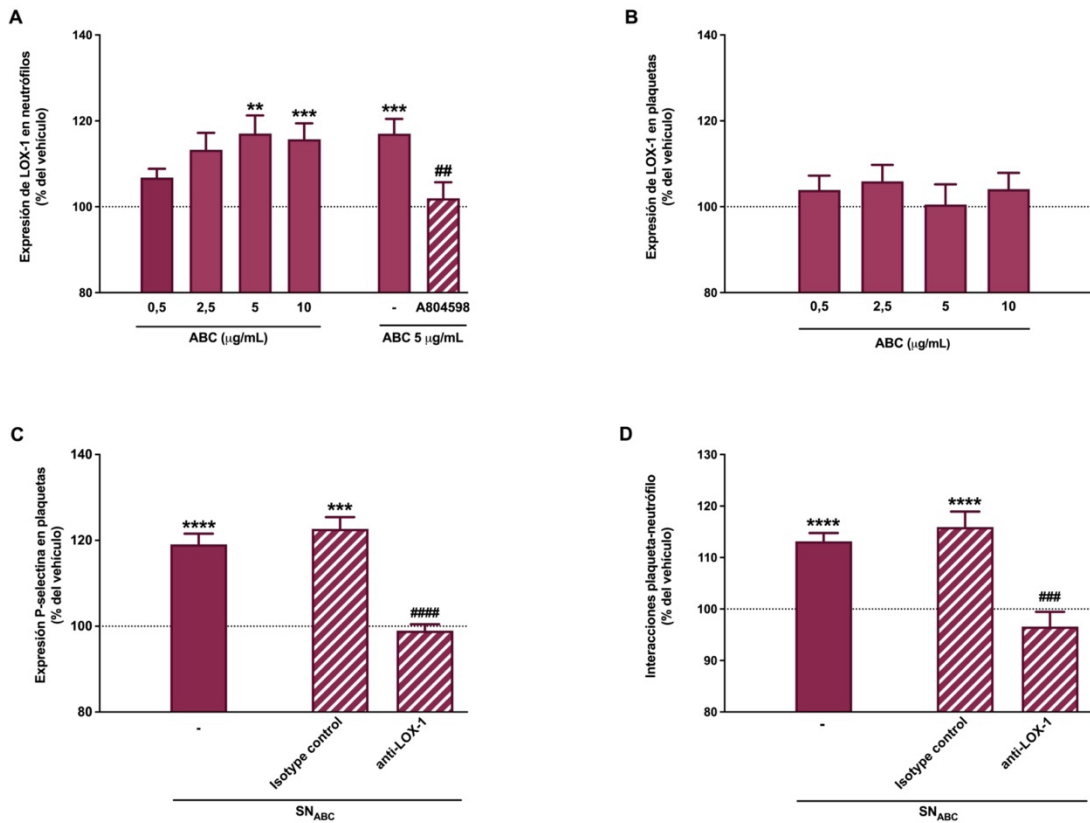 A
Expresión de LOX-1 en neutrófilos
(% del vehículo)
140
120
100
80
** *** *** ##
0,5 2,5 5 10 - A804598
ABC (µg/mL) ABC 5 µg/mL
B
Expresión de LOX-1 en plaquetas
(% del vehículo)
140
120
100
80
0,5 2,5 5 10
ABC (µg/mL)
C
Expresión P-selectina en plaquetas
(% del vehículo)
140
120
100
80
**** *** ####
- Isotype control anti-LOX-1
SN_ABC
D
Interacciones plaqueta-neutrófilo
(% del vehículo)
130
120
110
100
90
80
**** **** ###
- Isotype control anti-LOX-1
SN_ABC